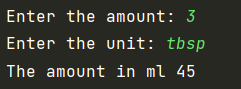 Enter the amount: 3
Enter the unit: tbsp
The amount in ml 45